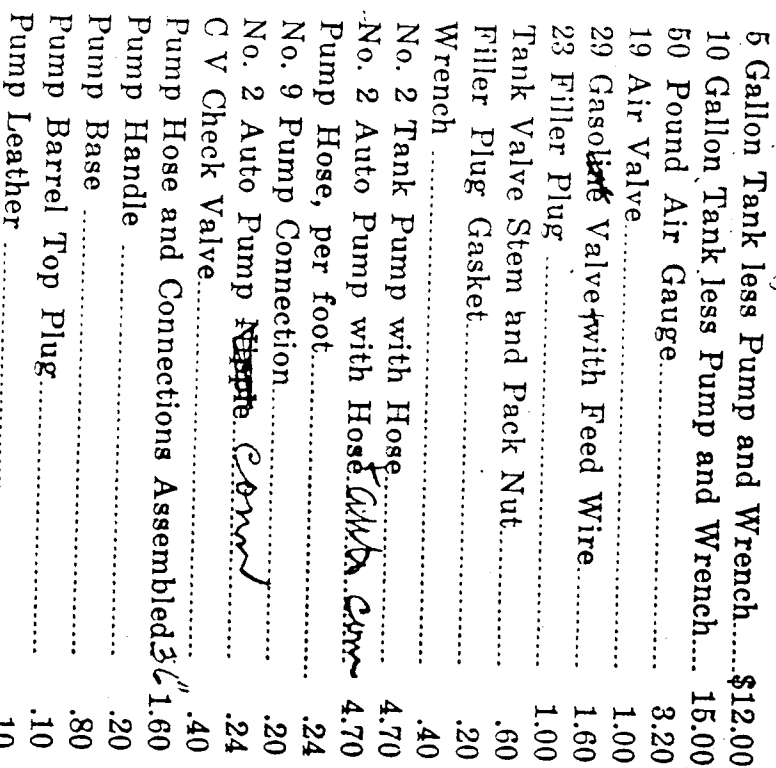 5 Gallon Tank less Pump and Wrench......$12.00
10 Gallon Tank less Pump and Wrench.... 15.00
50 Pound Air Gauge.................... 3.20
19 Air Valve.................... 1.00
29 Gasoline Valve with Feed Wire.................... 1.60
23 Filler Plug.................... 1.00
Tank Valve Stem and Pack Nut.................... .60
Filler Plug Gasket.................... .20
Wrench.................... .40
No. 2 Tank Pump with Hose.................... 4.70
No. 2 Auto Pump with Hose + auto conn 4.70
Pump Hose, per foot.................... .24
No. 9 Pump Connection.................... .20
No. 2 Auto Pump Nipple Conn.................... .24
C V Check Valve.................... .40
Pump Hose and Connections Assembled 36" 1.60
Pump Handle.................... .20
Pump Base.................... .80
Pump Barrel Top Plug.................... .10
Pump Leather.................... .10